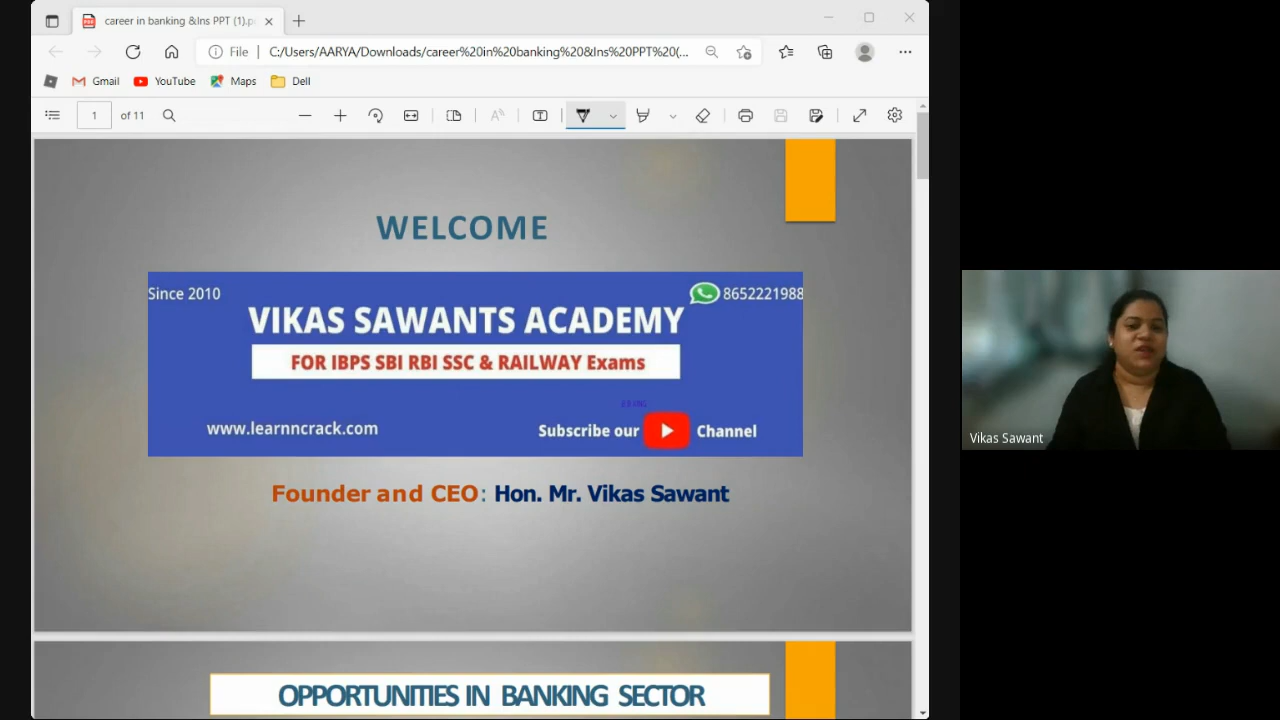 career in banking &Ins PPT (1).p
File
C:/Users/AARYA/Downloads/career%20in%20banking%20&Ins%20PPT%20(...
Gmail
YouTube
Maps
Dell
1
of 11
WELCOME
Since 2010
8652221988
VIKAS SAWANTS ACADEMY
FOR IBPS SBI RBI SSC & RAILWAY Exams
www.learnncrack.com
Subscribe our Channel
Founder and CEO: Hon. Mr. Vikas Sawant
OPPORTUNITIES IN BANKING SECTOR
Vikas Sawant